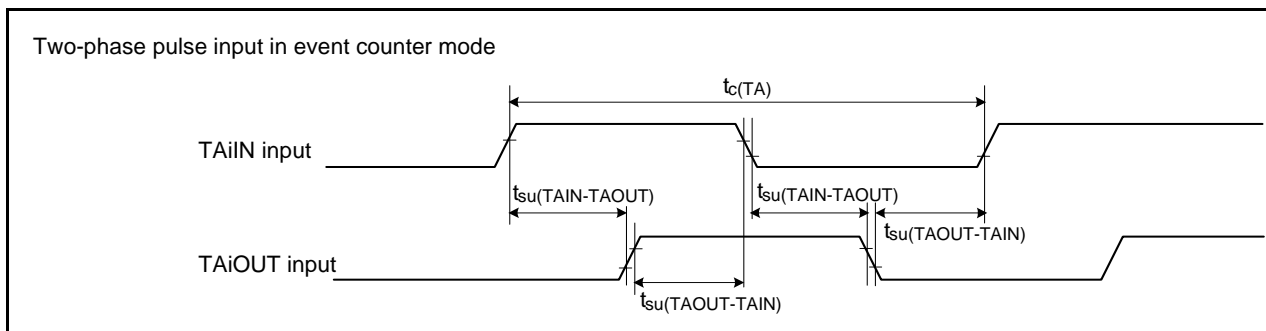 Two-phase pulse input in event counter mode
tc(TA)
TAiIN input
tsu(TAIN-TAOUT)
tsu(TAIN-TAOUT)
tsu(TAOUT-TAIN)
TAiOUT input
tsu(TAOUT-TAIN)